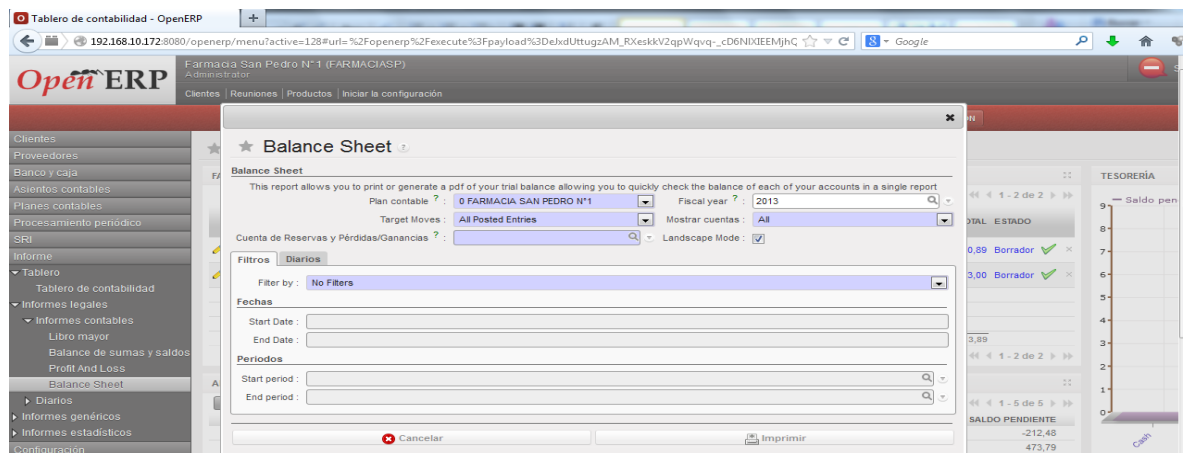 Tablero de contabilidad - OpenERP
192.168.10.172:8080/openerp/menu?active=128#url=%2Fopenerp%2Fexecute%3Fpayload%3D
Google
Open ERP
Farmacia San Pedro N°1 (FARMACIASP)
Administrator
Clientes | Reuniones | Productos | Iniciar la configuración
Clientes
Proveedores
Banco y caja
Asientos contables
Planes contables
Procesamiento periódico
SRI
Informe
Tablero
Tablero de contabilidad
Informes legales
Informes contables
Libro mayor
Balance de sumas y saldos
Profit And Loss
Balance Sheet
Diarios
Informes genéricos
Informes estadísticos
Configuración
Balance Sheet ?
Balance Sheet
This report allows you to print or generate a pdf of your trial balance allowing you to quickly check the balance of each of your accounts in a single report
Plan contable ? : 0 FARMACIA SAN PEDRO N°1 Fiscal year ? : 2013
Target Moves : All Posted Entries Mostrar cuentas : All
Cuenta de Reservas y Pérdidas/Ganancias ? : Landscape Mode :
Filtros Diarios
Filter by : No Filters
Fechas
Start Date :
End Date :
Periodos
Start period :
End period :
Cancelar Imprimir
1 - 2 de 2
OTAL ESTADO
0,89 Borrador
3,00 Borrador
3,89
1 - 2 de 2
1 - 5 de 5
SALDO PENDIENTE
-212,48
473,79
TESORERÍA
Saldo pen
9
8
7
6
5
4
3
2
1
0
Cash